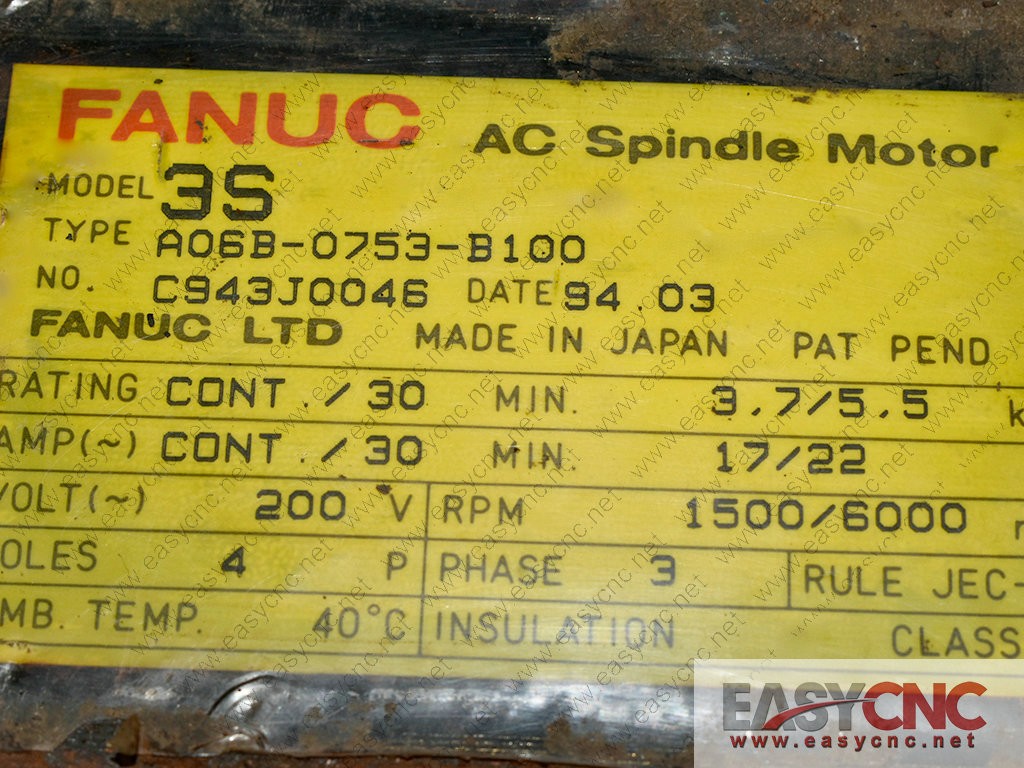 FANUC AC Spindle Motor
MODEL 3S
TYPE A06B-0753-B100
NO. C943J0046 DATE 94.03
FANUC LTD MADE IN JAPAN PAT PEND
RATING CONT./30 MIN. 3.7/5.5 k
AMP(~) CONT./30 MIN. 17/22
VOLT(~) 200 V RPM 1500/6000 r
OLES 4 P PHASE 3 RULE JEC-
MB. TEMP. 40°C INSULATION CLASS
EASYCNC
www.easycnc.net